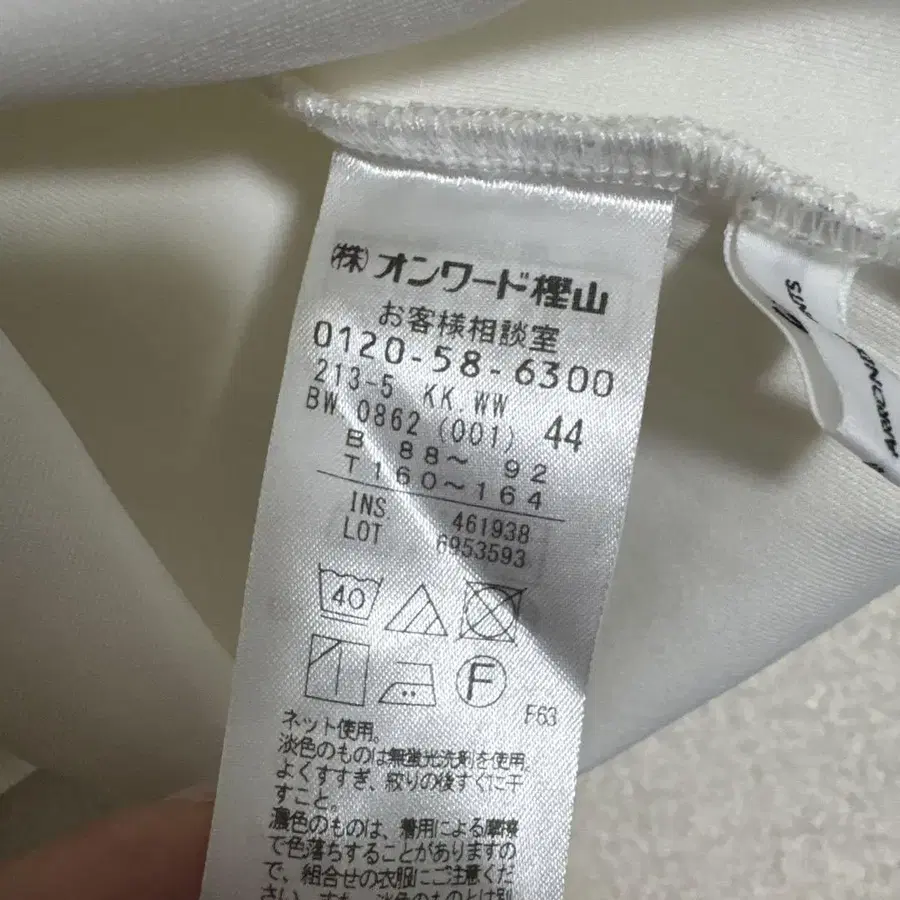 (株)オンワード樫山
お客様相談室
0120-58-6300
213-5 KK.WW
BW 0862 (001) 44
B 88～ 92
T 160～164
INS 461938
LOT 6953593
40
F
F63
ネット使用。
淡色のものは無蛍光洗剤を使用。
よくすすぎ、絞りの後すぐに干
すこと。
濃色のものは、着用による摩擦
で色落ちすることがありますの
で、組合せの衣服にご注意くだ